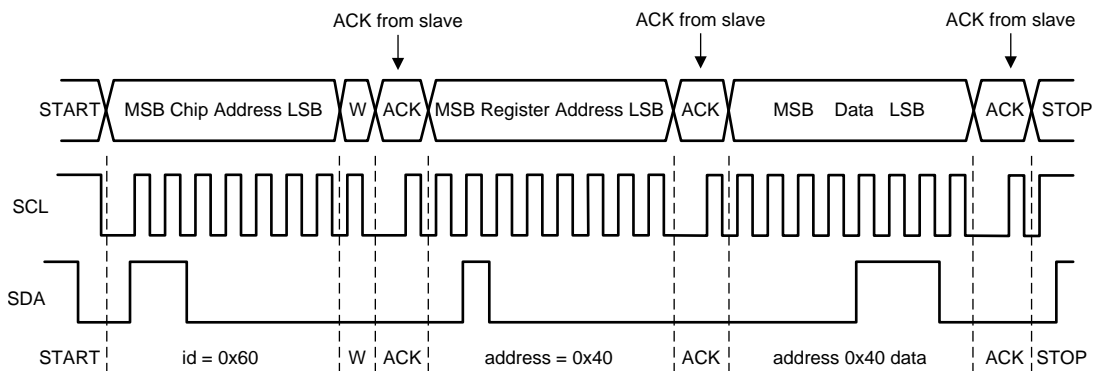 ACK from slave ACK from slave ACK from slave
START MSB Chip Address LSB W ACK MSB Register Address LSB ACK MSB Data LSB ACK STOP
SCL
SDA
START id = 0x60 W ACK address = 0x40 ACK address 0x40 data ACK STOP